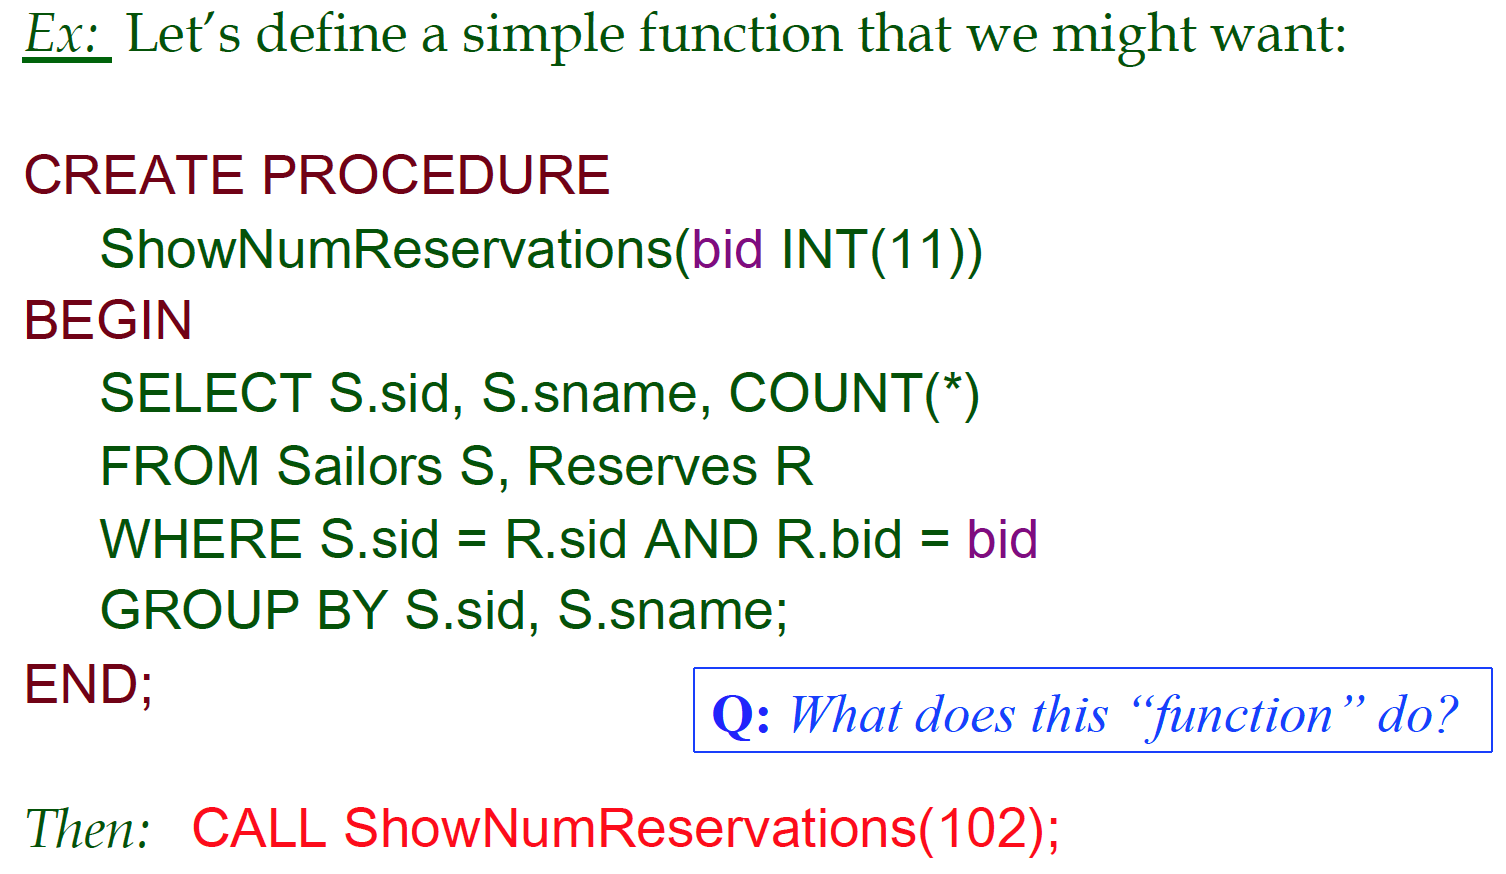 Ex: Let’s define a simple function that we might want:
CREATE PROCEDURE
ShowNumReservations(bid INT(11))
BEGIN
SELECT S.sid, S.sname, COUNT(*)
FROM Sailors S, Reserves R
WHERE S.sid = R.sid AND R.bid = bid
GROUP BY S.sid, S.sname;
END;
Q: What does this “function” do?
Then: CALL ShowNumReservations(102);